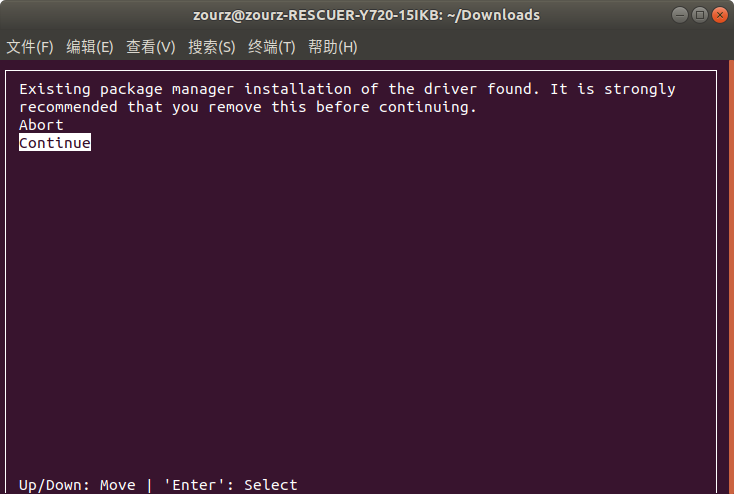 zourz@zourz-RESCUER-Y720-15IKB: ~/Downloads
文件(F) 编辑(E) 查看(V) 搜索(S) 终端(T) 帮助(H)
Existing package manager installation of the driver found. It is strongly
recommended that you remove this before continuing.
Abort
Continue
Up/Down: Move | 'Enter': Select